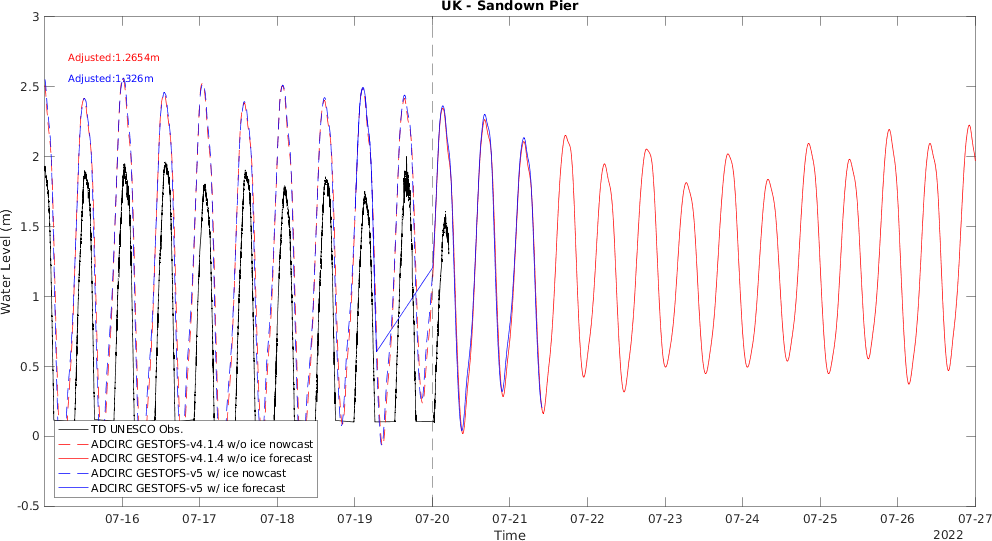 UK - Sandown Pier
3
2.5
2
1.5
1
0.5
0
-0.5
Water Level (m)
Adjusted:1.2654m
Adjusted:1.326m
TD UNESCO Obs.
ADCIRC GESTOFS-v4.1.4 w/o ice nowcast
ADCIRC GESTOFS-v4.1.4 w/o ice forecast
ADCIRC GESTOFS-v5 w/ ice nowcast
ADCIRC GESTOFS-v5 w/ ice forecast
07-16 07-17 07-18 07-19 07-20 07-21 07-22 07-23 07-24 07-25 07-26 07-27
Time
2022